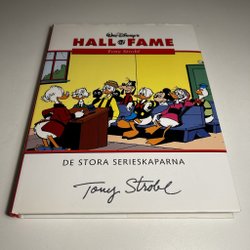 Walt Disney's
HALL OF FAME
Tony Strobl
DE STORA SERIESKAPARNA
Tony Strobl